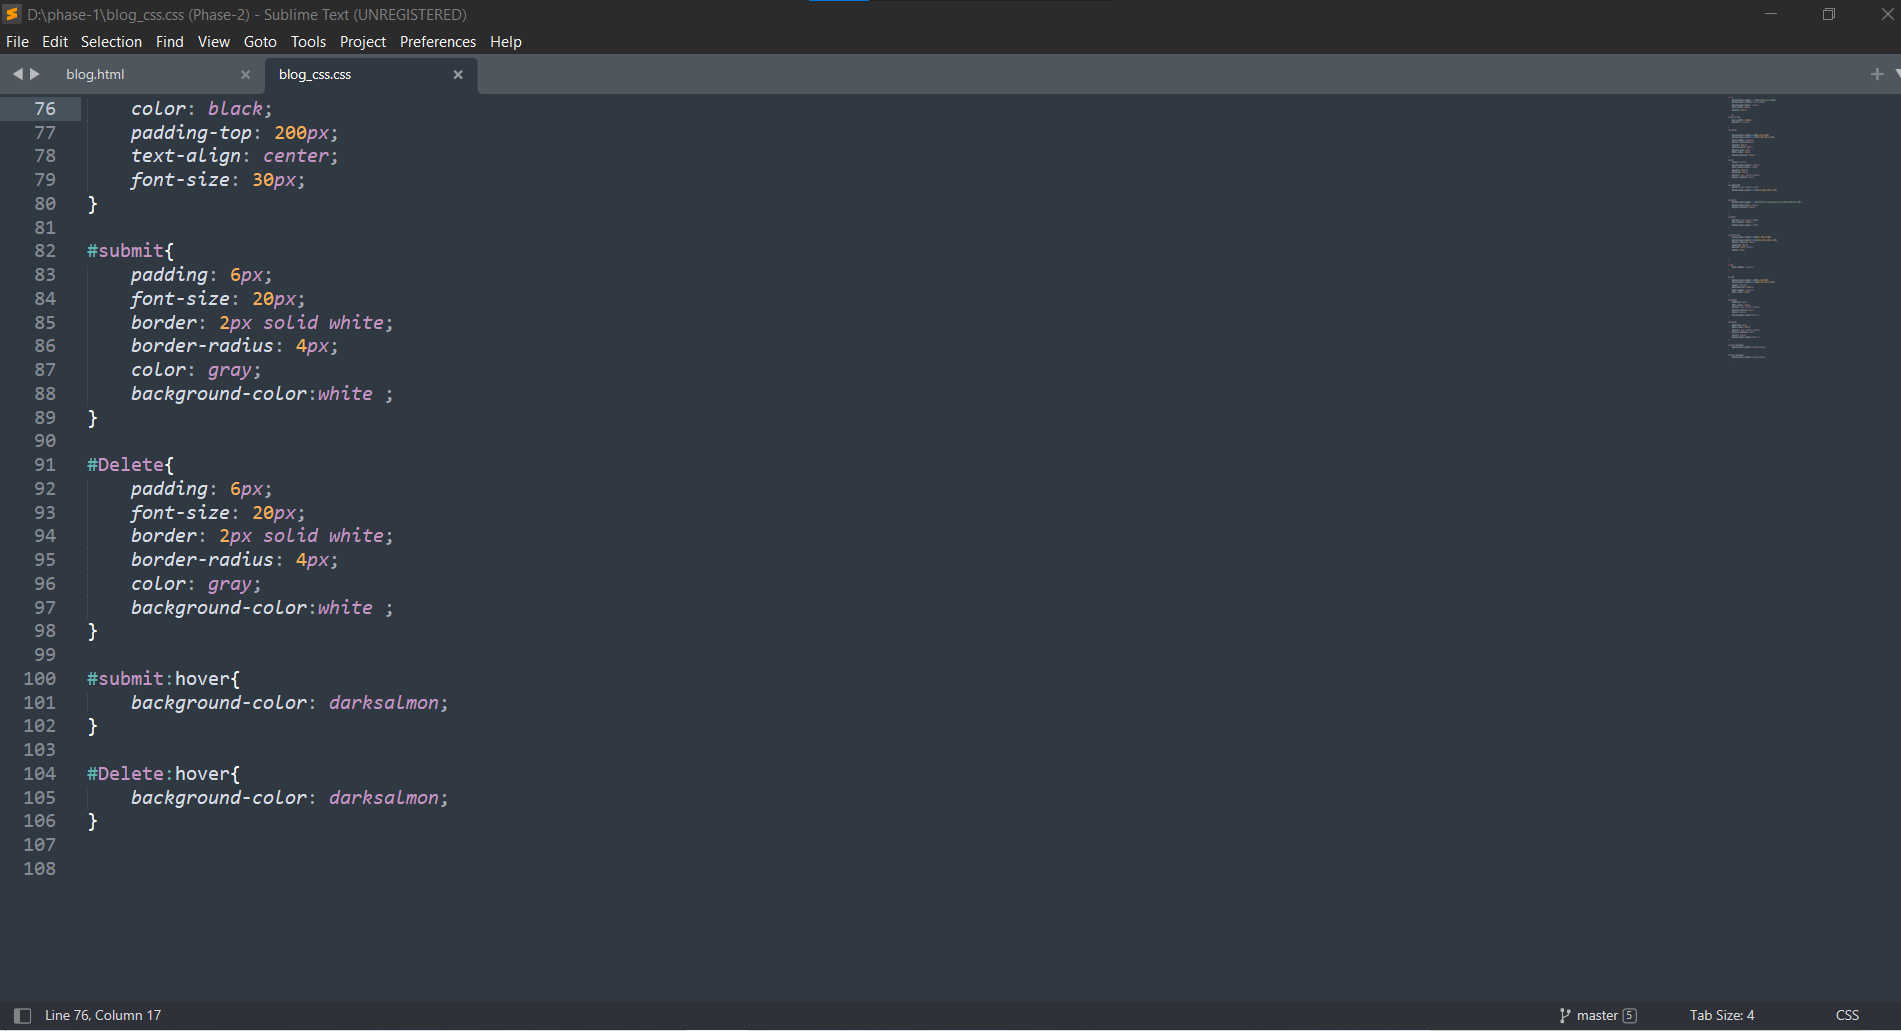 D:\phase-1\blog_css.css (Phase-2) - Sublime Text (UNREGISTERED)
File Edit Selection Find View Goto Tools Project Preferences Help
blog.html blog_css.css
76 color: black;
77 padding-top: 200px;
78 text-align: center;
79 font-size: 30px;
80 }
81
82 #submit{
83 padding: 6px;
84 font-size: 20px;
85 border: 2px solid white;
86 border-radius: 4px;
87 color: gray;
88 background-color:white ;
89 }
90
91 #Delete{
92 padding: 6px;
93 font-size: 20px;
94 border: 2px solid white;
95 border-radius: 4px;
96 color: gray;
97 background-color:white ;
98 }
99
100 #submit:hover{
101 background-color: darksalmon;
102 }
103
104 #Delete:hover{
105 background-color: darksalmon;
106 }
107
108
Line 76, Column 17 master 5 Tab Size: 4 CSS